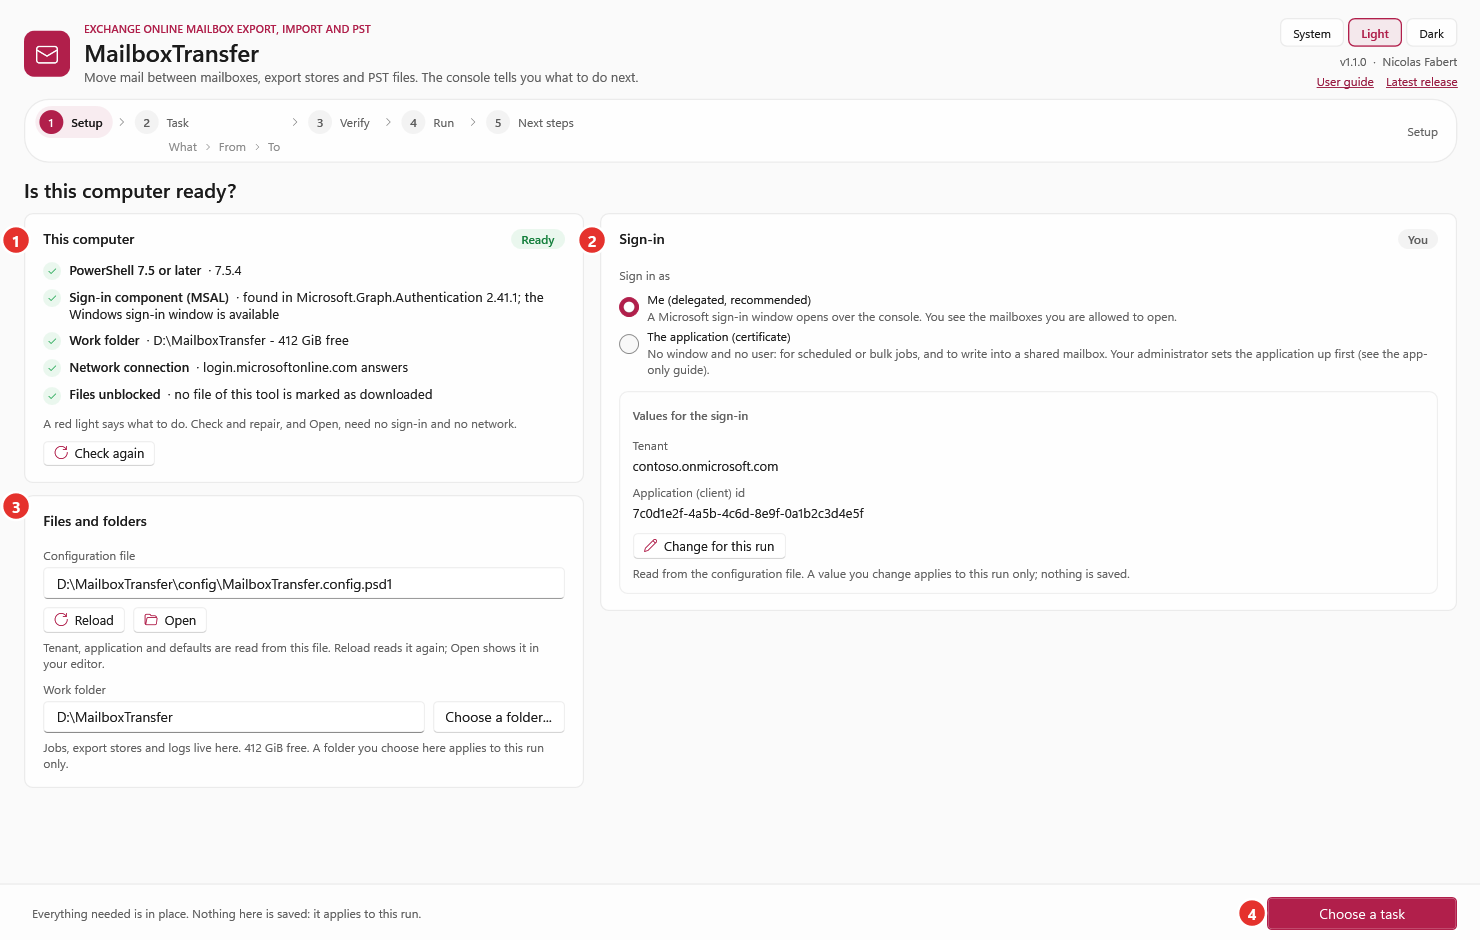 EXCHANGE ONLINE MAILBOX EXPORT, IMPORT AND PST
MailboxTransfer
Move mail between mailboxes, export stores and PST files. The console tells you what to do next.
System
Light
Dark
v1.1.0 · Nicolas Fabert
User guide
Latest release
1 Setup
2 Task
3 Verify
4 Run
5 Next steps
What
From
To
Setup
Is this computer ready?
1
This computer
Ready
PowerShell 7.5 or later · 7.5.4
Sign-in component (MSAL) · found in Microsoft.Graph.Authentication 2.41.1; the
Windows sign-in window is available
Work folder · D:\MailboxTransfer - 412 GiB free
Network connection · login.microsoftonline.com answers
Files unblocked · no file of this tool is marked as downloaded
A red light says what to do. Check and repair, and Open, need no sign-in and no network.
Check again
2
Sign-in
You
Sign in as
Me (delegated, recommended)
A Microsoft sign-in window opens over the console. You see the mailboxes you are allowed to open.
The application (certificate)
No window and no user: for scheduled or bulk jobs, and to write into a shared mailbox. Your administrator sets the application up first (see the app-
only guide).
Values for the sign-in
Tenant
contoso.onmicrosoft.com
Application (client) id
7c0d1e2f-4a5b-4c6d-8e9f-0a1b2c3d4e5f
Change for this run
Read from the configuration file. A value you change applies to this run only; nothing is saved.
3
Files and folders
Configuration file
D:\MailboxTransfer\config\MailboxTransfer.config.psd1
Reload
Open
Tenant, application and defaults are read from this file. Reload reads it again; Open shows it in
your editor.
Work folder
D:\MailboxTransfer
Choose a folder...
Jobs, export stores and logs live here. 412 GiB free. A folder you choose here applies to this run
only.
Everything needed is in place. Nothing here is saved: it applies to this run.
4
Choose a task